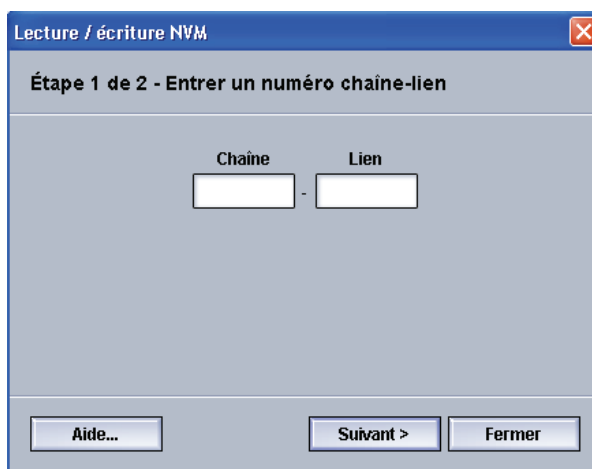 Lecture / écriture NVM
Étape 1 de 2 - Entrer un numéro chaîne-lien
Chaîne Lien
-
Aide... Suivant > Fermer